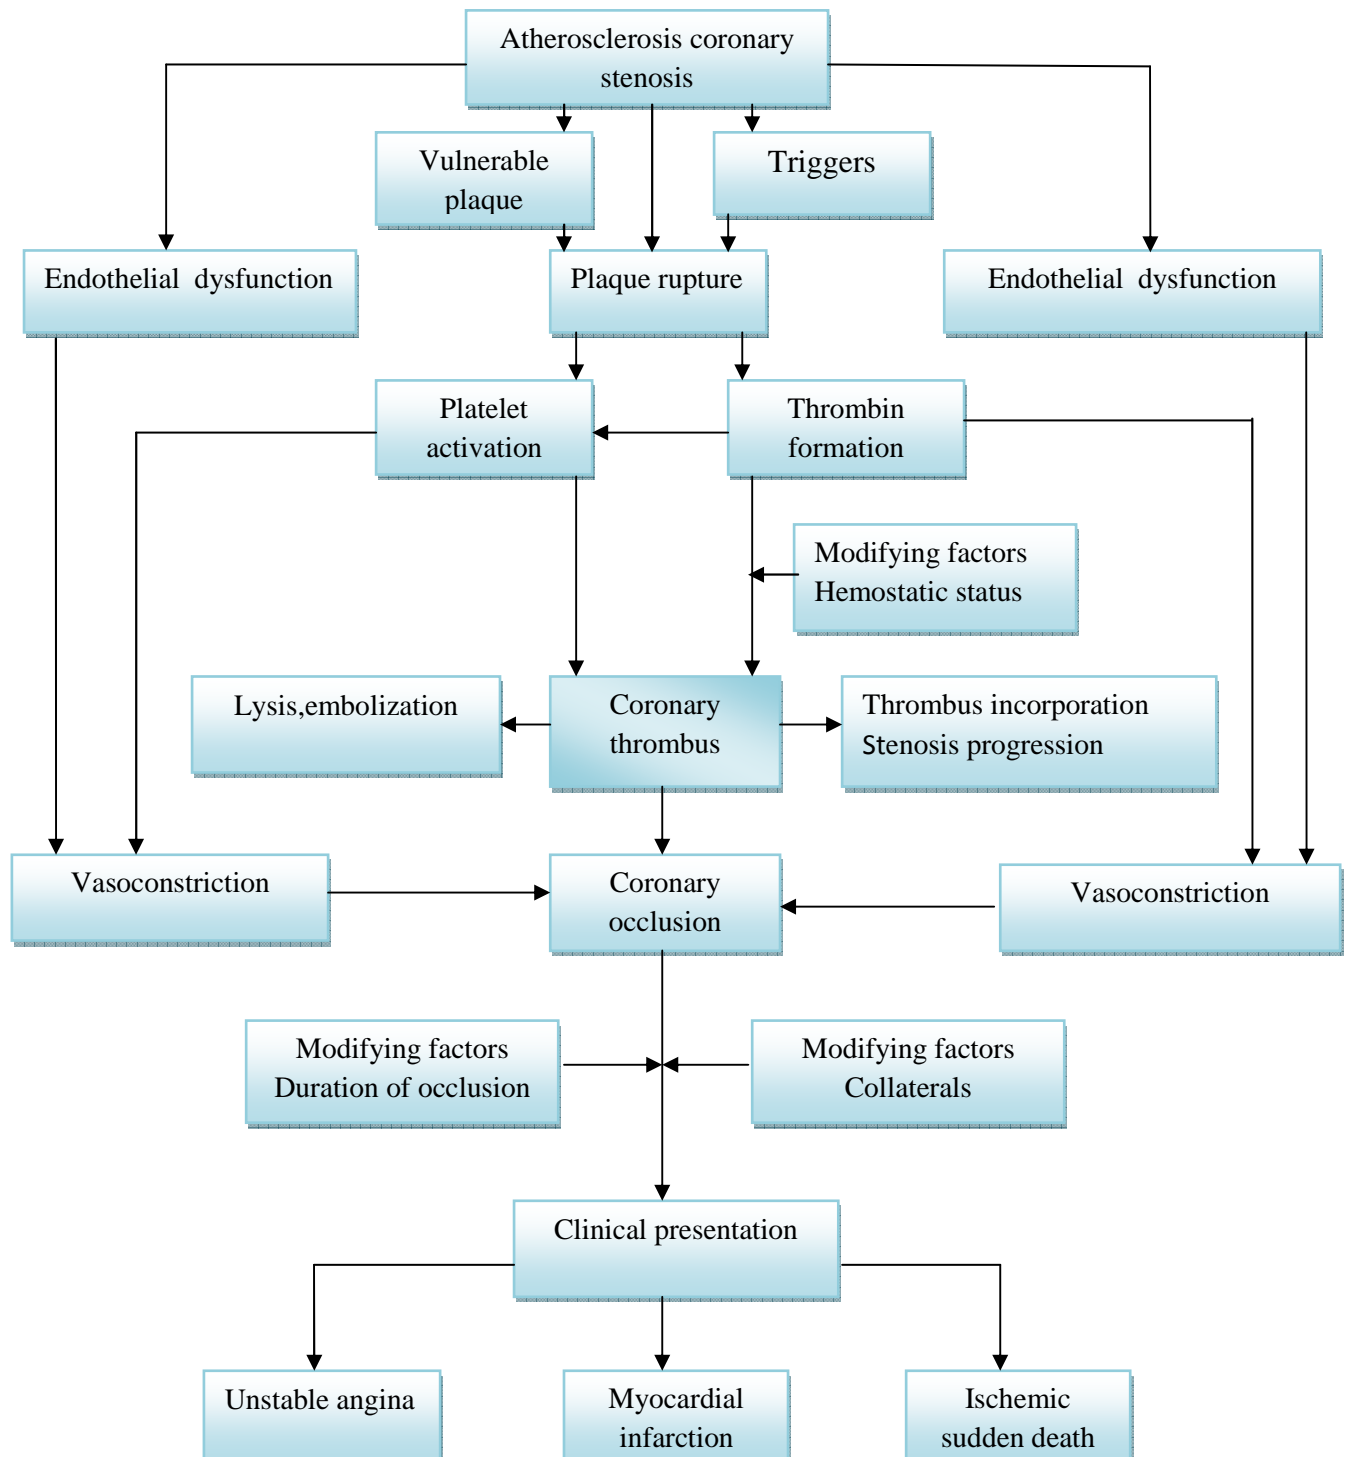 Atherosclerosis coronary
stenosis
Vulnerable
plaque
Triggers
Endothelial dysfunction
Plaque rupture
Endothelial dysfunction
Platelet
activation
Thrombin
formation
Modifying factors
Hemostatic status
Lysis,embolization
Coronary
thrombus
Thrombus incorporation
Stenosis progression
Vasoconstriction
Coronary
occlusion
Vasoconstriction
Modifying factors
Duration of occlusion
Modifying factors
Collaterals
Clinical presentation
Unstable angina
Myocardial
infarction
Ischemic
sudden death